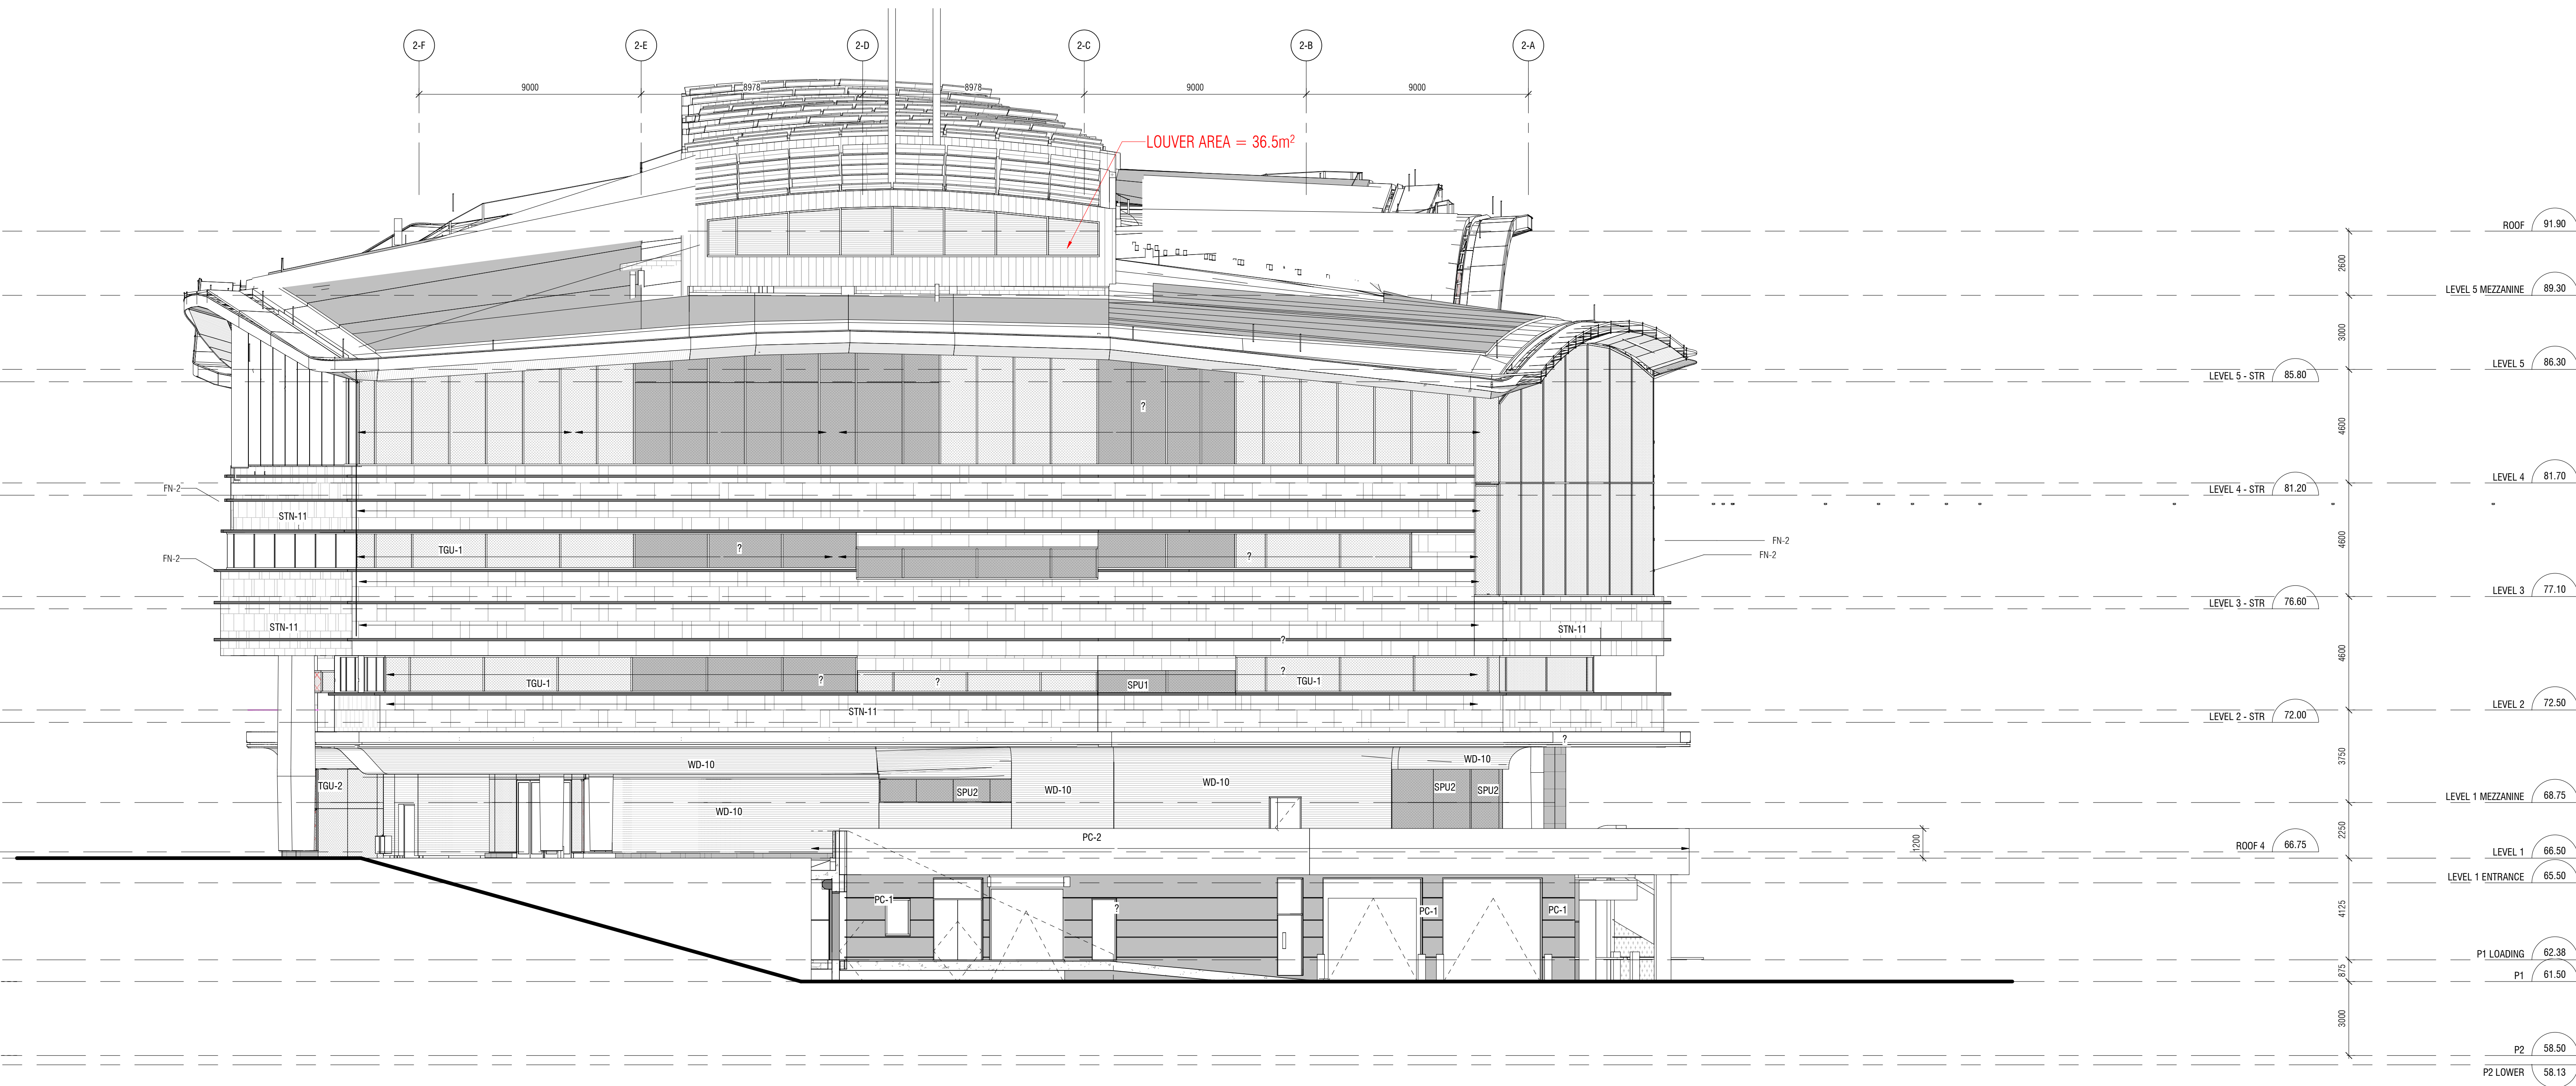 2-F 2-E 2-D 2-C 2-B 2-A
9000 8978 8978 9000 9000
LOUVER AREA = 36.5m²
ROOF 91.90
2600
LEVEL 5 MEZZANINE 89.30
3000
LEVEL 5 86.30
LEVEL 5 - STR 85.80
?
4600
LEVEL 4 81.70
FN-2
LEVEL 4 - STR 81.20
STN-11
4600
FN-2
TGU-1 ? ?
FN-2
FN-2
LEVEL 3 77.10
LEVEL 3 - STR 76.60
STN-11 STN-11
?
4600
TGU-1 ? ? SPU1 ? TGU-1
LEVEL 2 72.50
STN-11
LEVEL 2 - STR 72.00
?
3750
WD-10 WD-10
TGU-2 SPU2 WD-10 WD-10 SPU2 SPU2
LEVEL 1 MEZZANINE 68.75
WD-10
2250
PC-2
1200
ROOF 4 66.75
LEVEL 1 66.50
LEVEL 1 ENTRANCE 65.50
PC-1 ? PC-1 PC-1
4125
P1 LOADING 62.38
875
P1 61.50
3000
P2 58.50
P2 LOWER 58.13